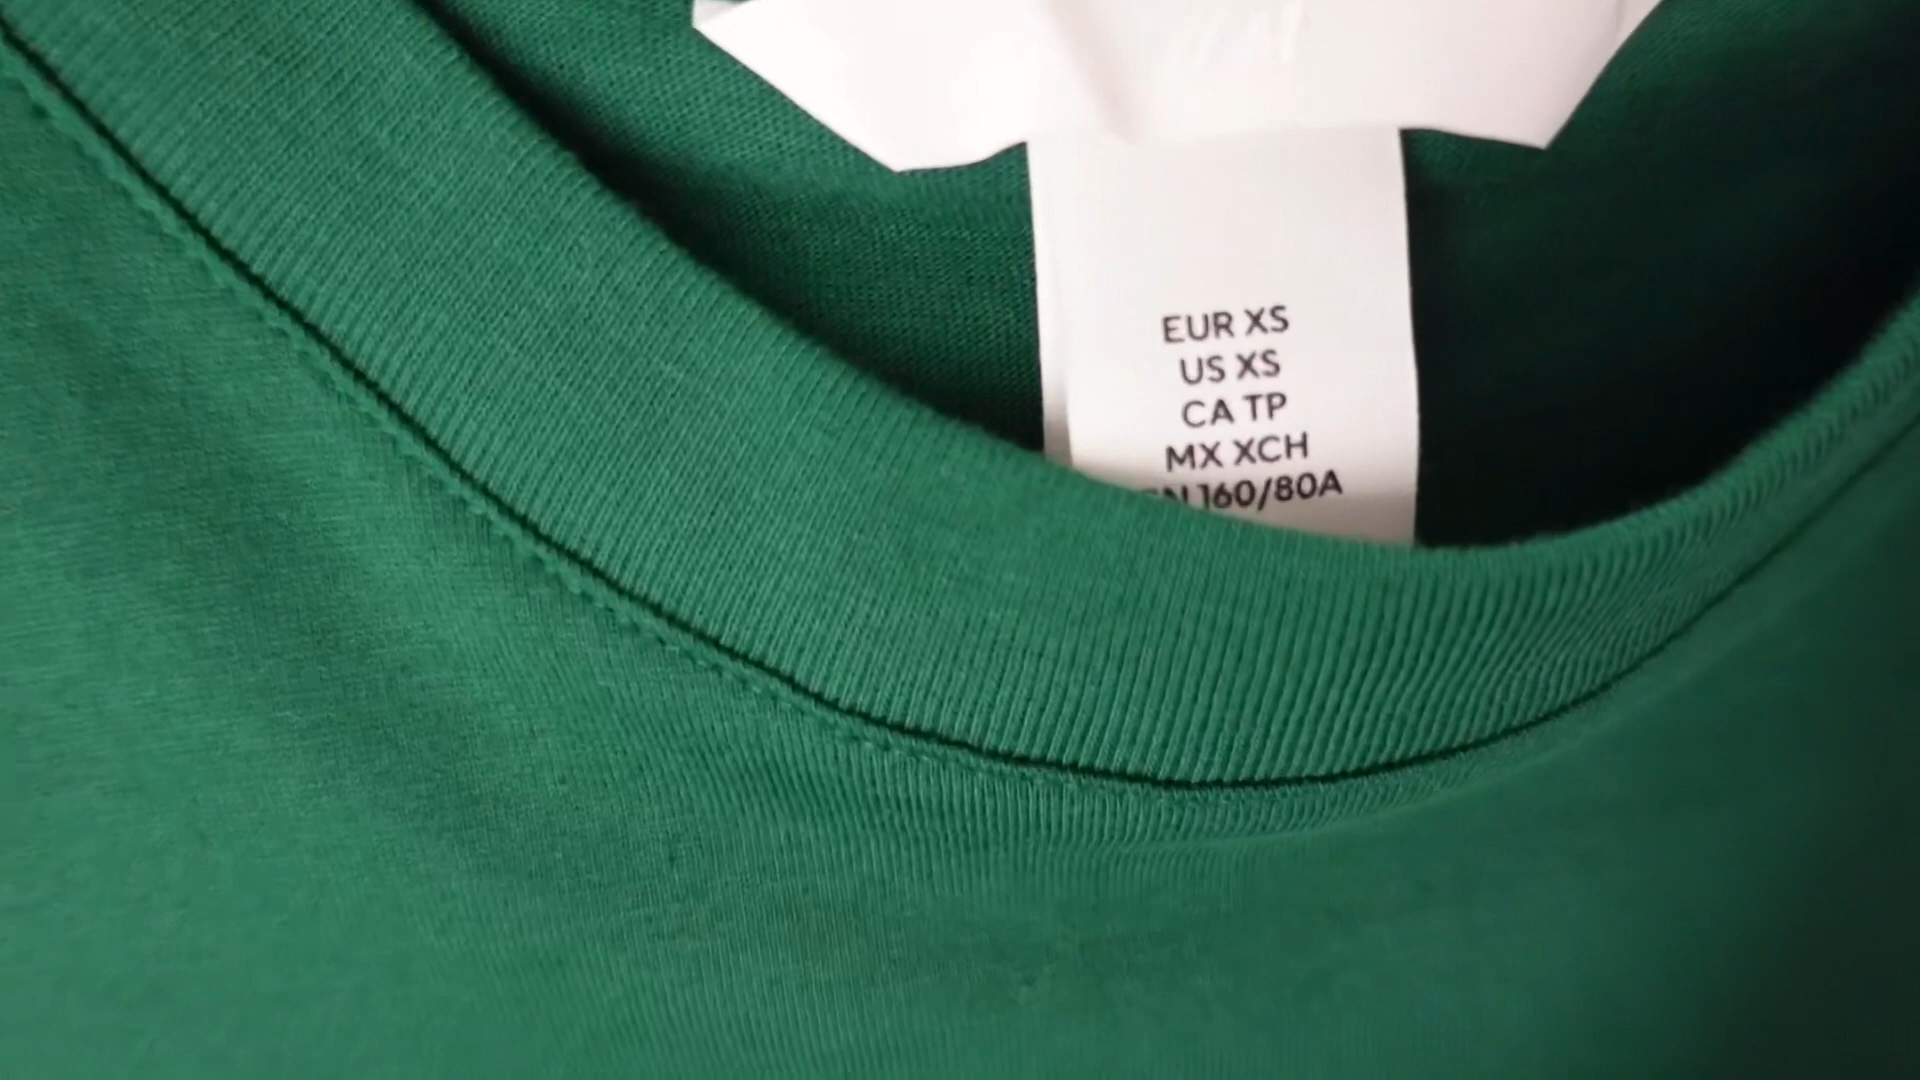 EUR XS
US XS
CA TP
MX XCH
160/80A